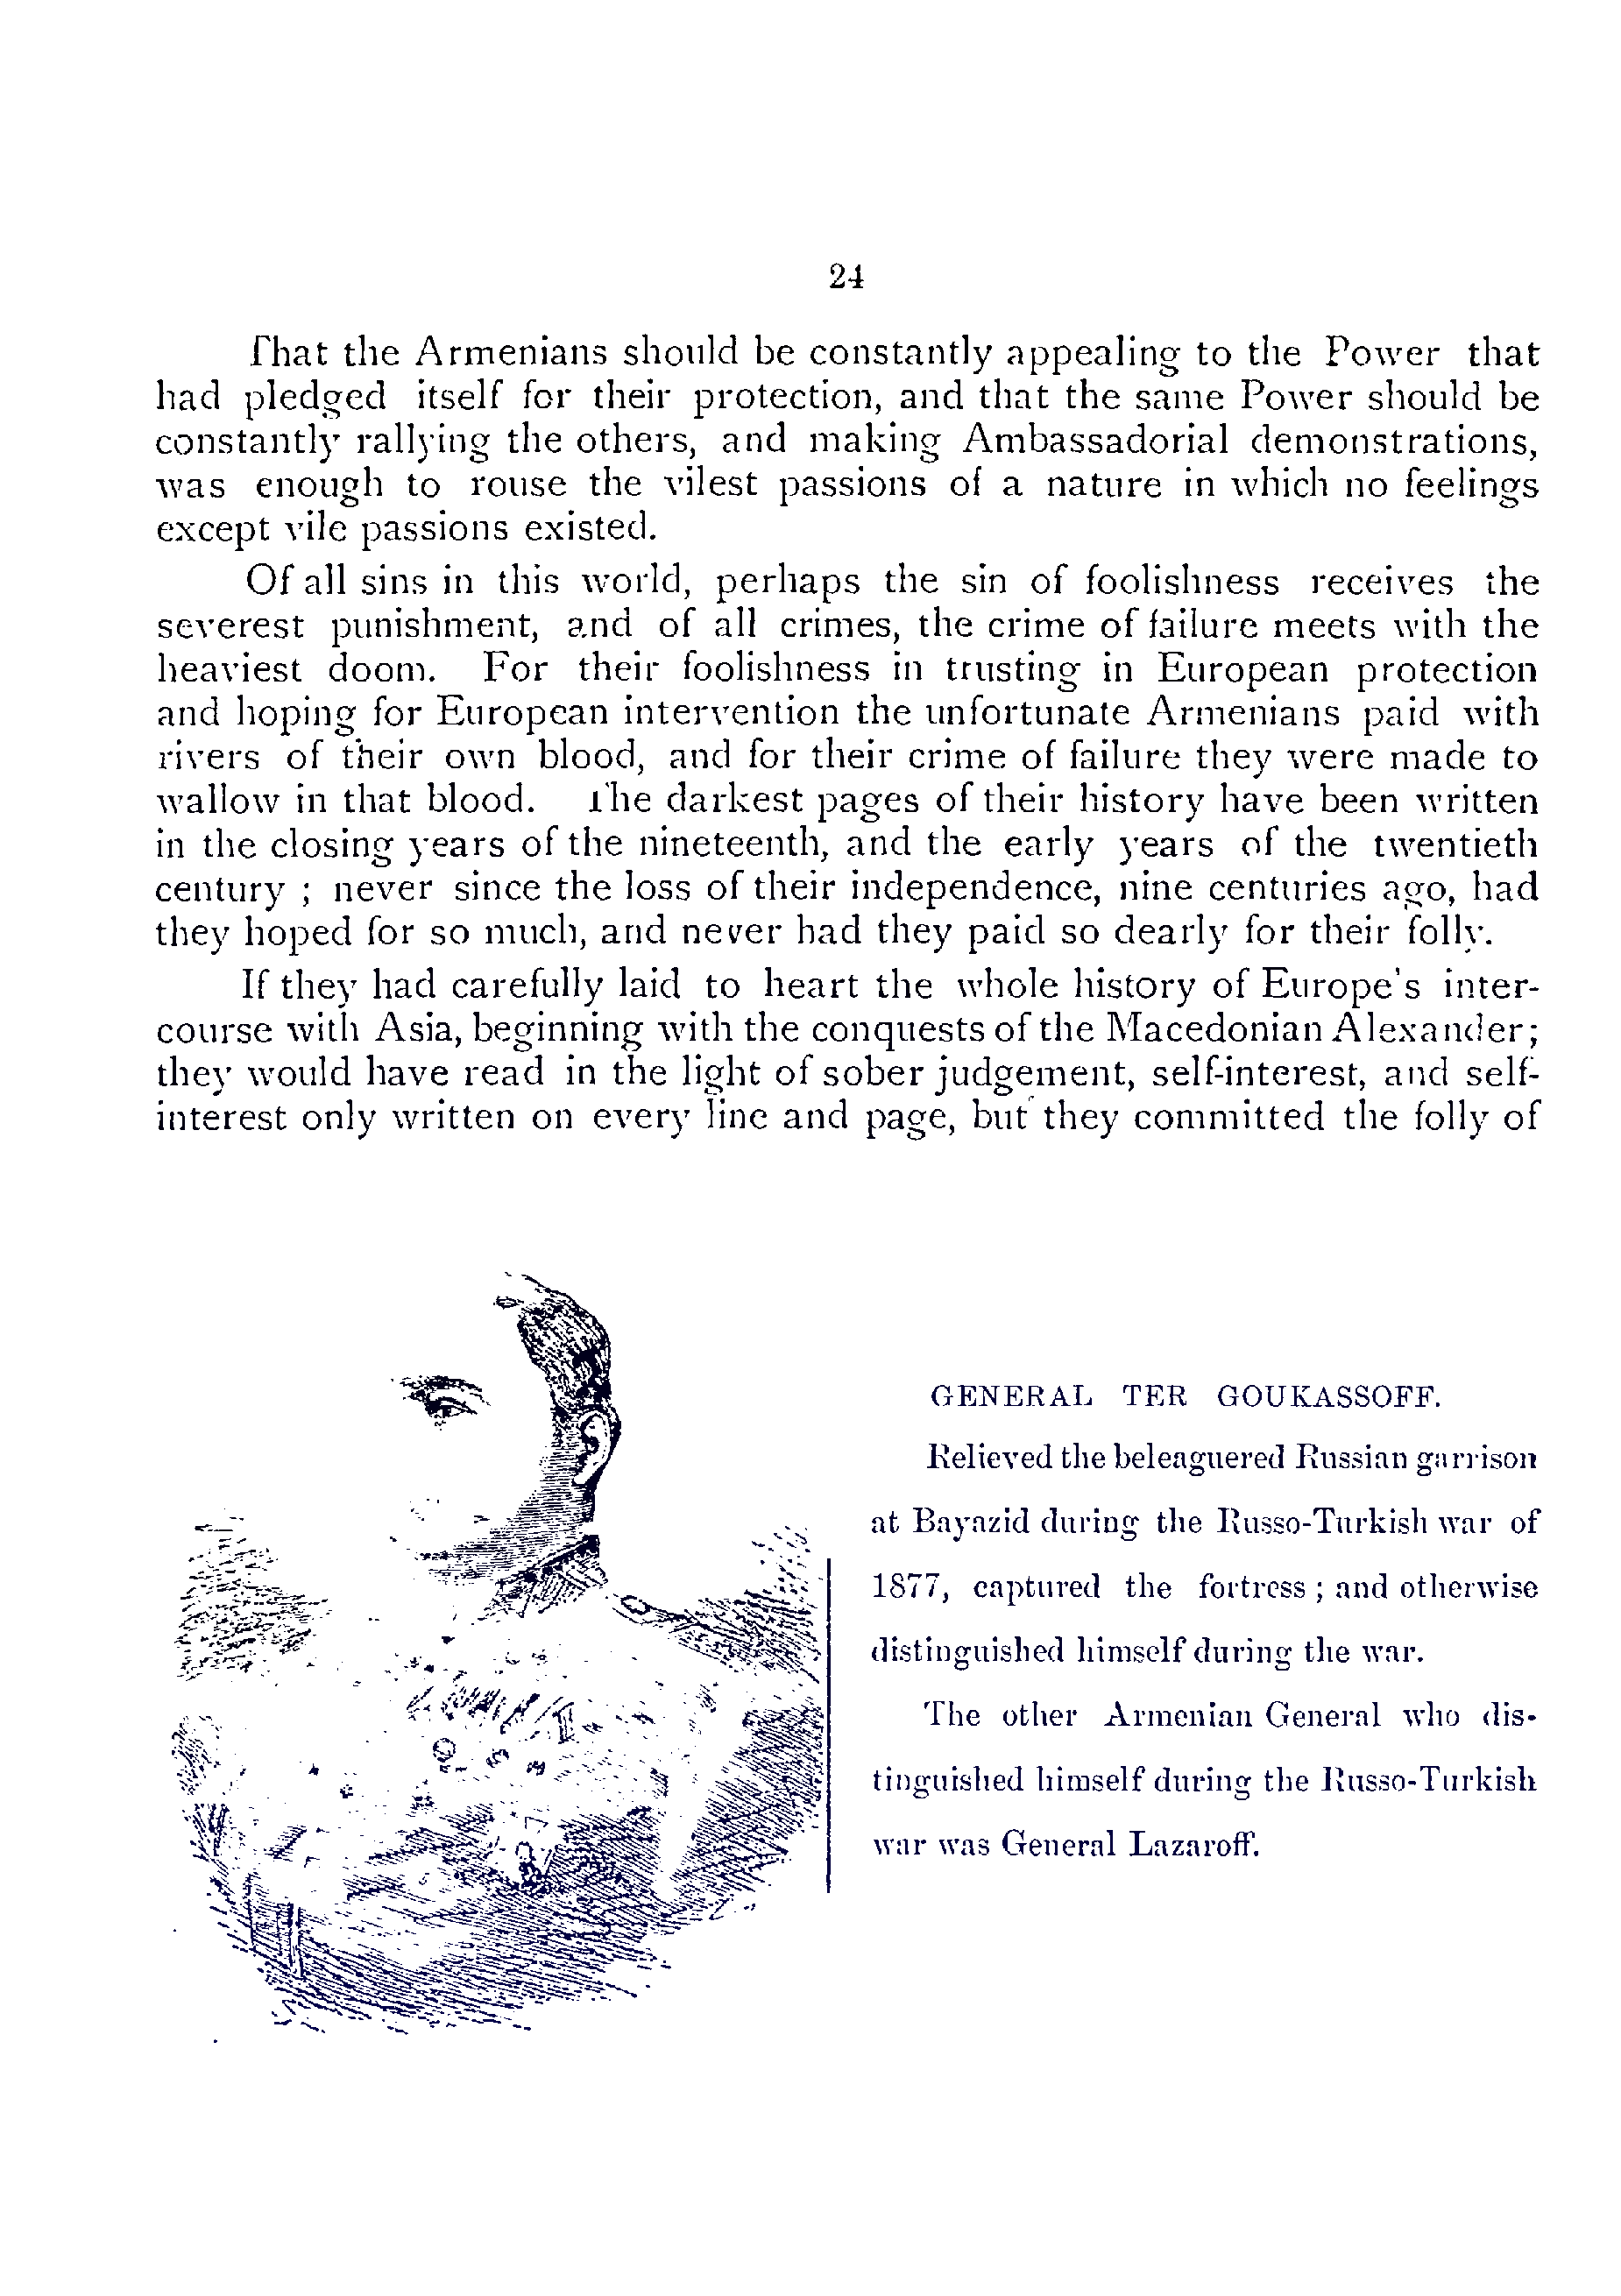 24
That the Armenians should be constantly appealing to the Power that
had pledged itself for their protection, and that the same Power should be
constantly rallying the others, and making Ambassadorial demonstrations,
was enough to rouse the vilest passions of a nature in which no feelings
except vile passions existed.
Of all sins in this world, perhaps the sin of foolishness receives the
severest punishment, and of all crimes, the crime of failure meets with the
heaviest doom. For their foolishness in trusting in European protection
and hoping for European intervention the unfortunate Armenians paid with
rivers of their own blood, and for their crime of failure they were made to
wallow in that blood. The darkest pages of their history have been written
in the closing years of the nineteenth, and the early years of the twentieth
century ; never since the loss of their independence, nine centuries ago, had
they hoped for so much, and never had they paid so dearly for their folly.
If they had carefully laid to heart the whole history of Europe's inter-
course with Asia, beginning with the conquests of the Macedonian Alexander;
they would have read in the light of sober judgement, self-interest, and self-
interest only written on every line and page, but they committed the folly of
GENERAL TER GOUKASSOFF.
Relieved the beleaguered Russian garrison
at Bayazid during the Russo-Turkish war of
1877, captured the fortress ; and otherwise
distinguished himself during the war.
The other Armenian General who dis-
tinguished himself during the Russo-Turkish
war was General Lazaroff.